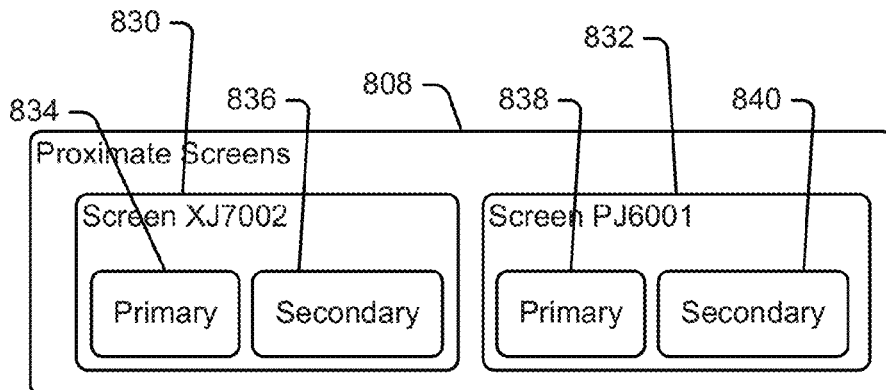 830
832
834
836
808
838
840
Proximate Screens
Screen XJ7002
Screen PJ6001
Primary
Secondary
Primary
Secondary